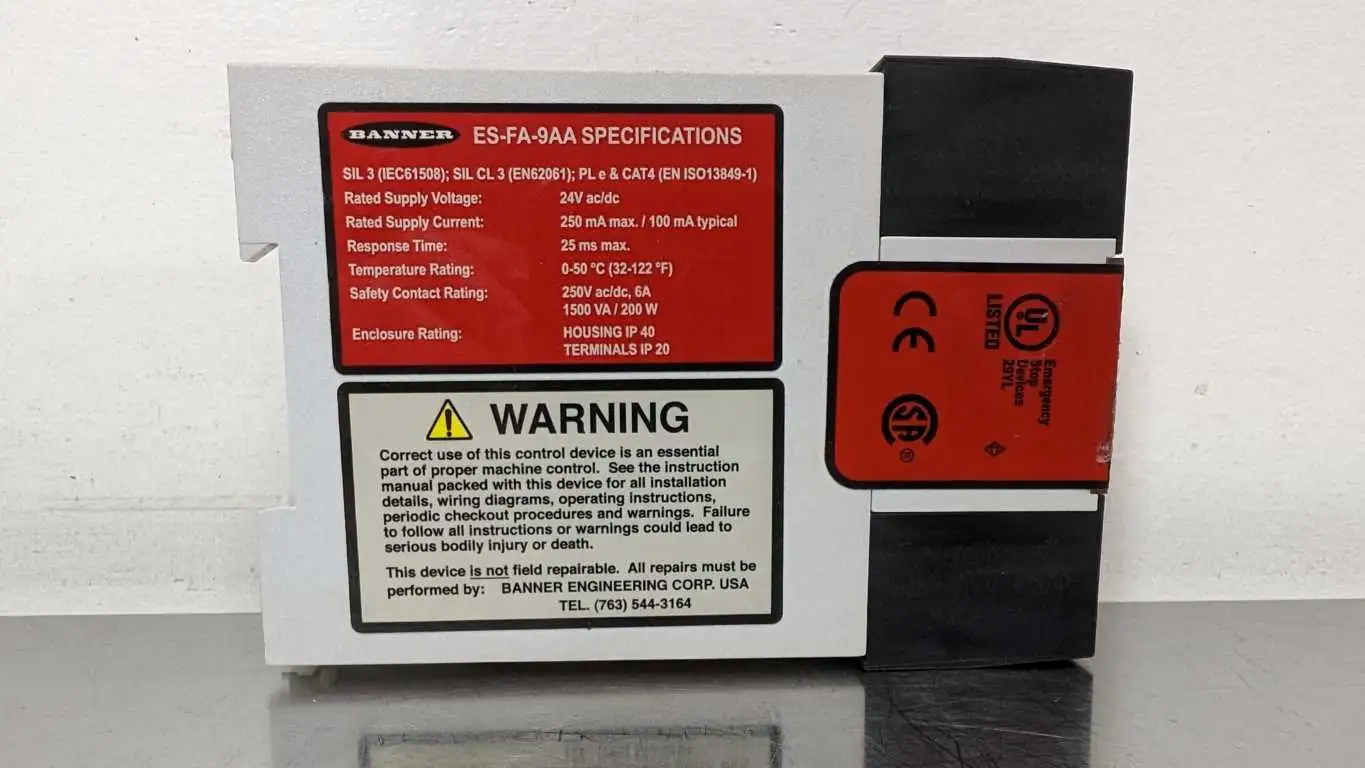 BANNER ES-FA-9AA SPECIFICATIONS
SIL 3 (IEC61508); SIL CL 3 (EN62061); PL e & CAT4 (EN ISO13849-1)
Rated Supply Voltage: 24V ac/dc
Rated Supply Current: 250 mA max. / 100 mA typical
Response Time: 25 ms max.
Temperature Rating: 0-50 °C (32-122 °F)
Safety Contact Rating: 250V ac/dc, 6A
1500 VA / 200 W
Enclosure Rating: HOUSING IP 40
TERMINALS IP 20
WARNING
Correct use of this control device is an essential
part of proper machine control. See the instruction
manual packed with this device for all installation
details, wiring diagrams, operating instructions,
periodic checkout procedures and warnings. Failure
to follow all instructions or warnings could lead to
serious bodily injury or death.
This device is not field repairable. All repairs must be
performed by: BANNER ENGINEERING CORP. USA
TEL. (763) 544-3164
CE
UL
LISTED
Emergency
Stop
Devices
29YL
SA